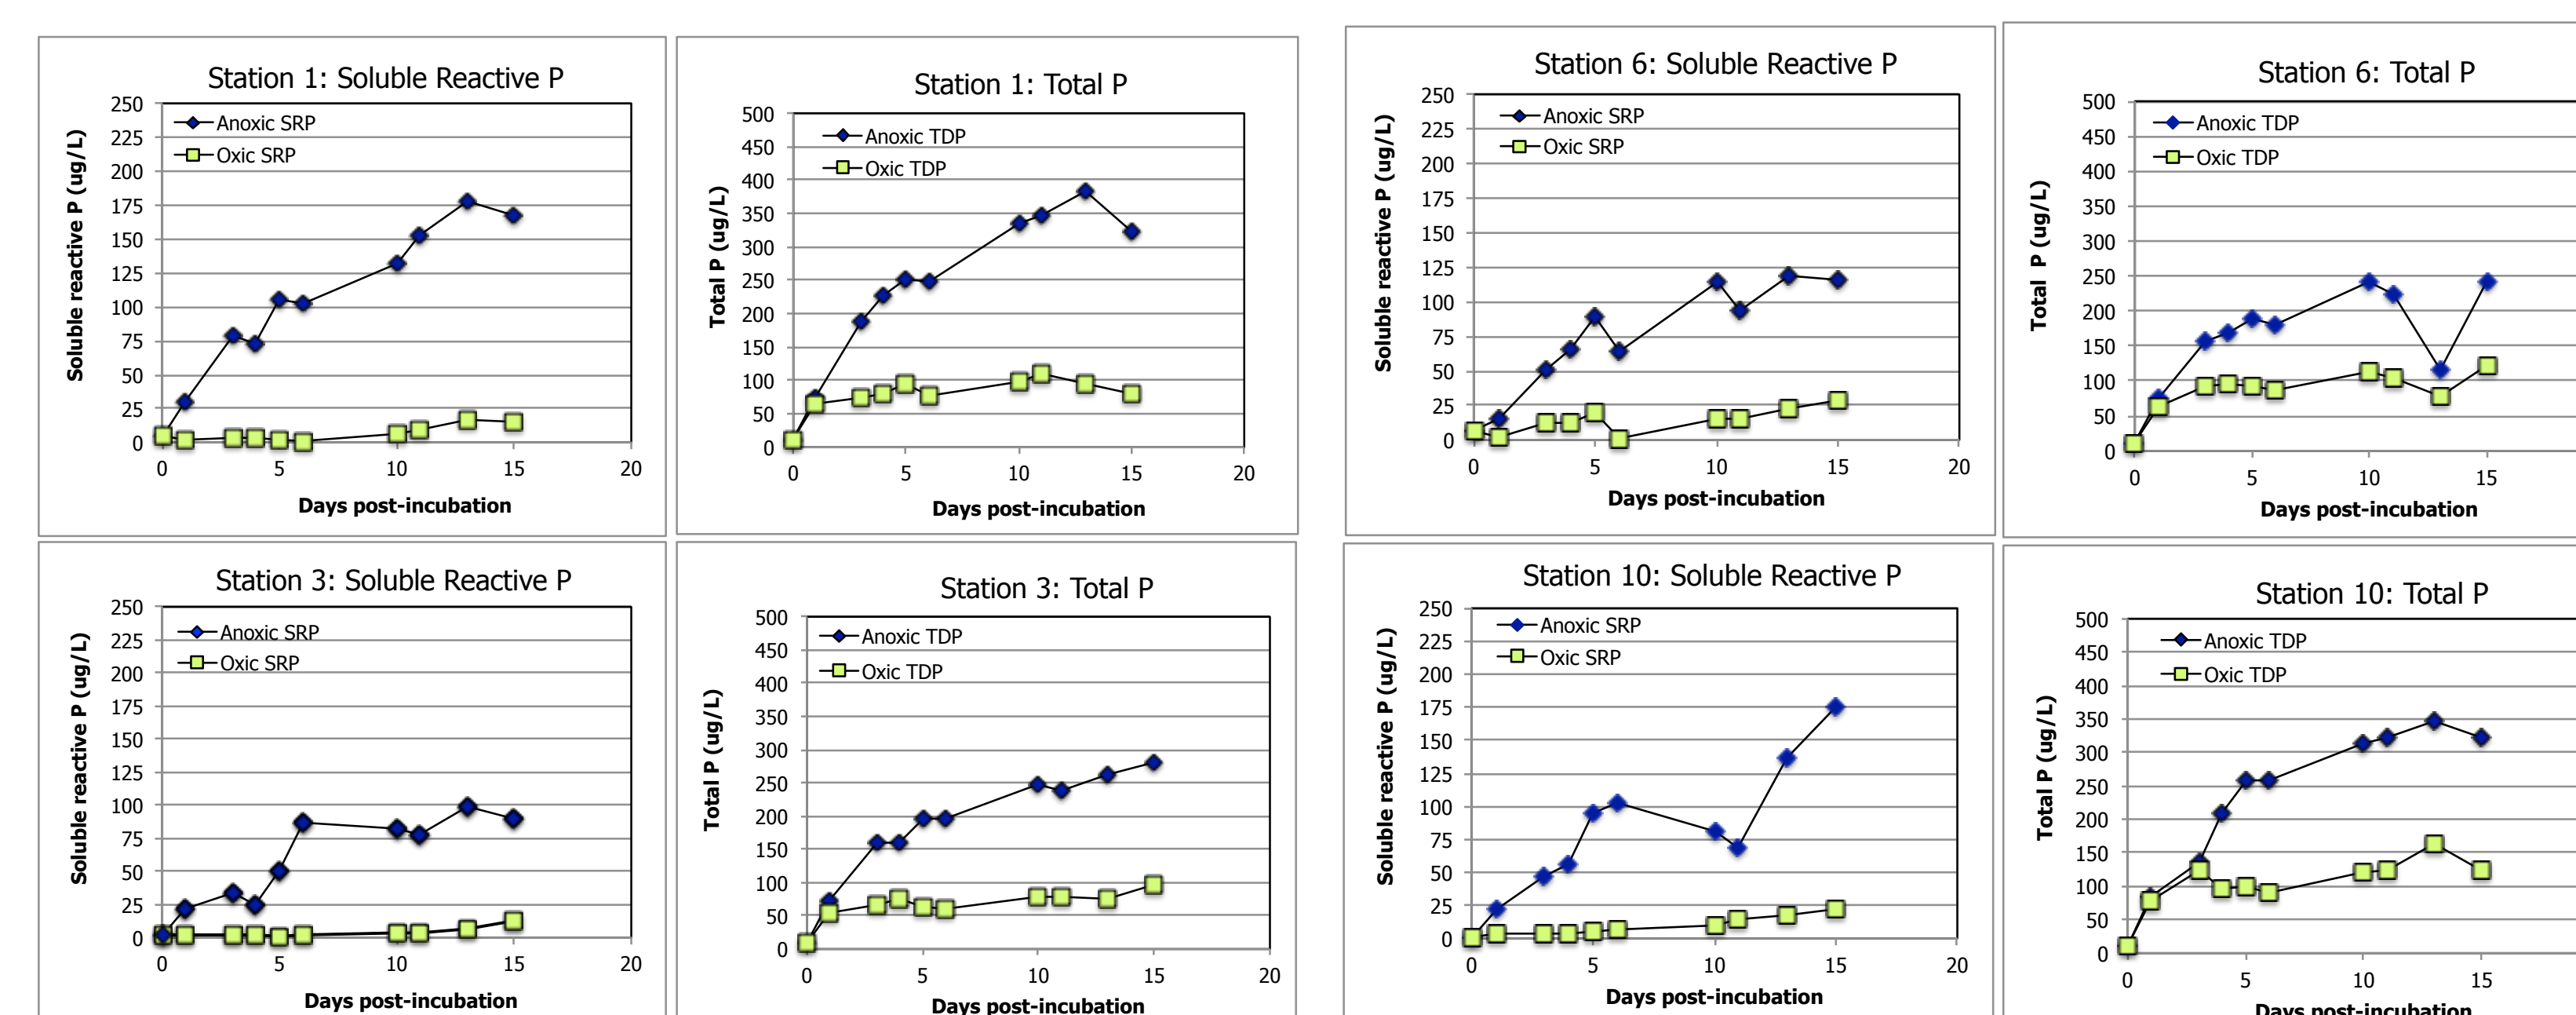 Station 1: Soluble Reactive P
250
225
200
175
150
125
100
75
50
25
0
Anoxic SRP
Oxic SRP
Soluble reactive P (ug/L)
0 5 10 15 20
Days post-incubation
Station 1: Total P
500
450
400
350
300
250
200
150
100
50
0
Anoxic TDP
Oxic TDP
Total P (ug/L)
0 5 10 15 20
Days post-incubation
Station 6: Soluble Reactive P
250
225
200
175
150
125
100
75
50
25
0
Anoxic SRP
Oxic SRP
Soluble reactive P (ug/L)
0 5 10 15 20
Days post-incubation
Station 6: Total P
500
450
400
350
300
250
200
150
100
50
0
Anoxic TDP
Oxic TDP
Total P (ug/L)
0 5 10 15
Days post-incubation
Station 3: Soluble Reactive P
250
225
200
175
150
125
100
75
50
25
0
Anoxic SRP
Oxic SRP
Soluble reactive P (ug/L)
0 5 10 15 20
Days post-incubation
Station 3: Total P
500
450
400
350
300
250
200
150
100
50
0
Anoxic TDP
Oxic TDP
Total P (ug/L)
0 5 10 15 20
Days post-incubation
Station 10: Soluble Reactive P
250
225
200
175
150
125
100
75
50
25
0
Anoxic SRP
Oxic SRP
Soluble reactive P (ug/L)
0 5 10 15 20
Days post-incubation
Station 10: Total P
500
450
400
350
300
250
200
150
100
50
0
Anoxic TDP
Oxic TDP
Total P (ug/L)
0 5 10 15
Days post-incubation